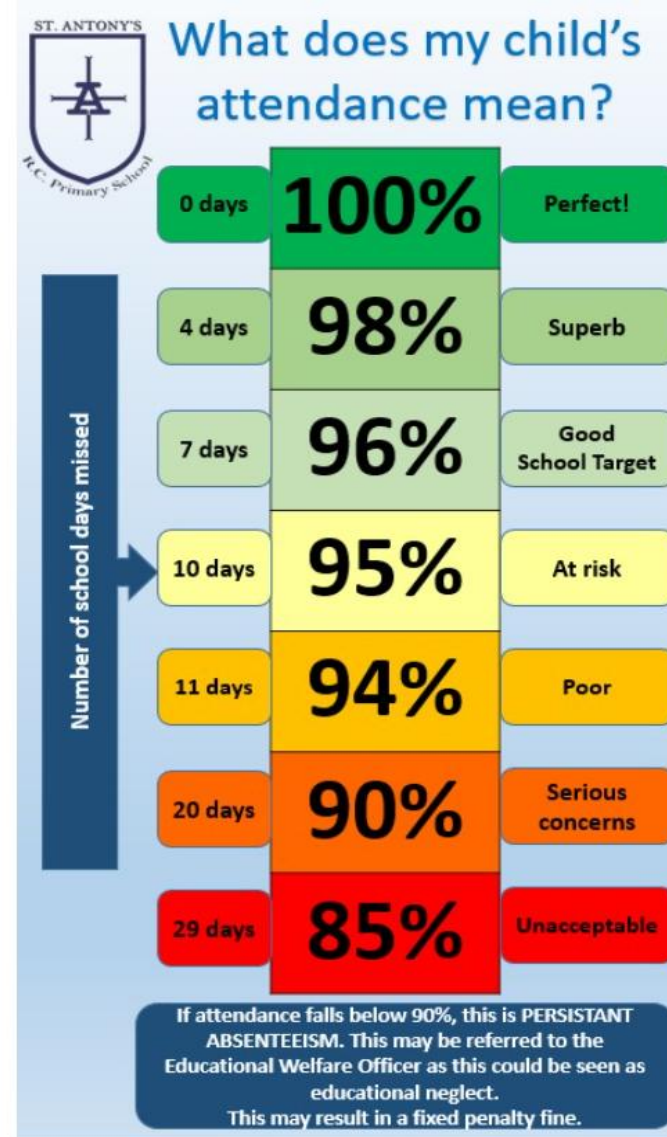 ST. ANTONY'S
A
R.C. Primary School
What does my child's
attendance mean?
Number of school days missed
0 days 100% Perfect!
4 days 98% Superb
7 days 96% Good
School Target
10 days 95% At risk
11 days 94% Poor
20 days 90% Serious
concerns
29 days 85% Unacceptable
If attendance falls below 90%, this is PERSISTANT
ABSENTEEISM. This may be referred to the
Educational Welfare Officer as this could be seen as
educational neglect.
This may result in a fixed penalty fine.